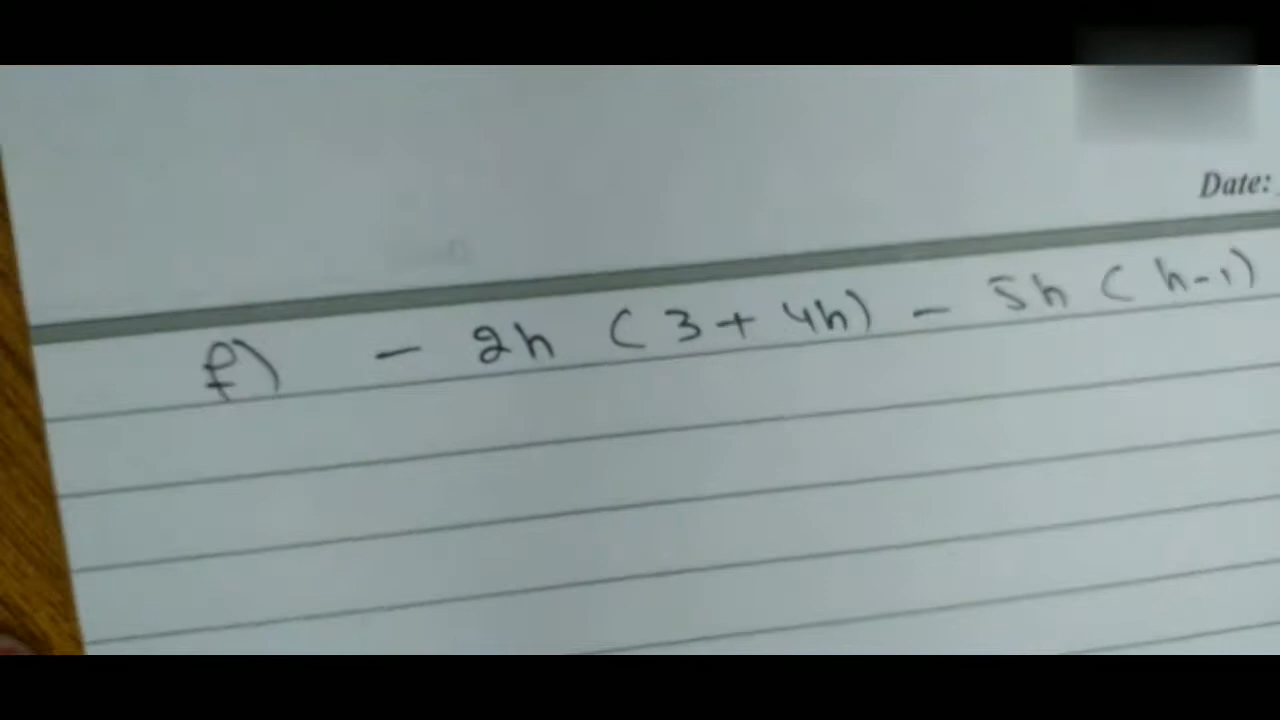 Date:
f) - 2h ( 3 + 4h) - 5h ( h-1)